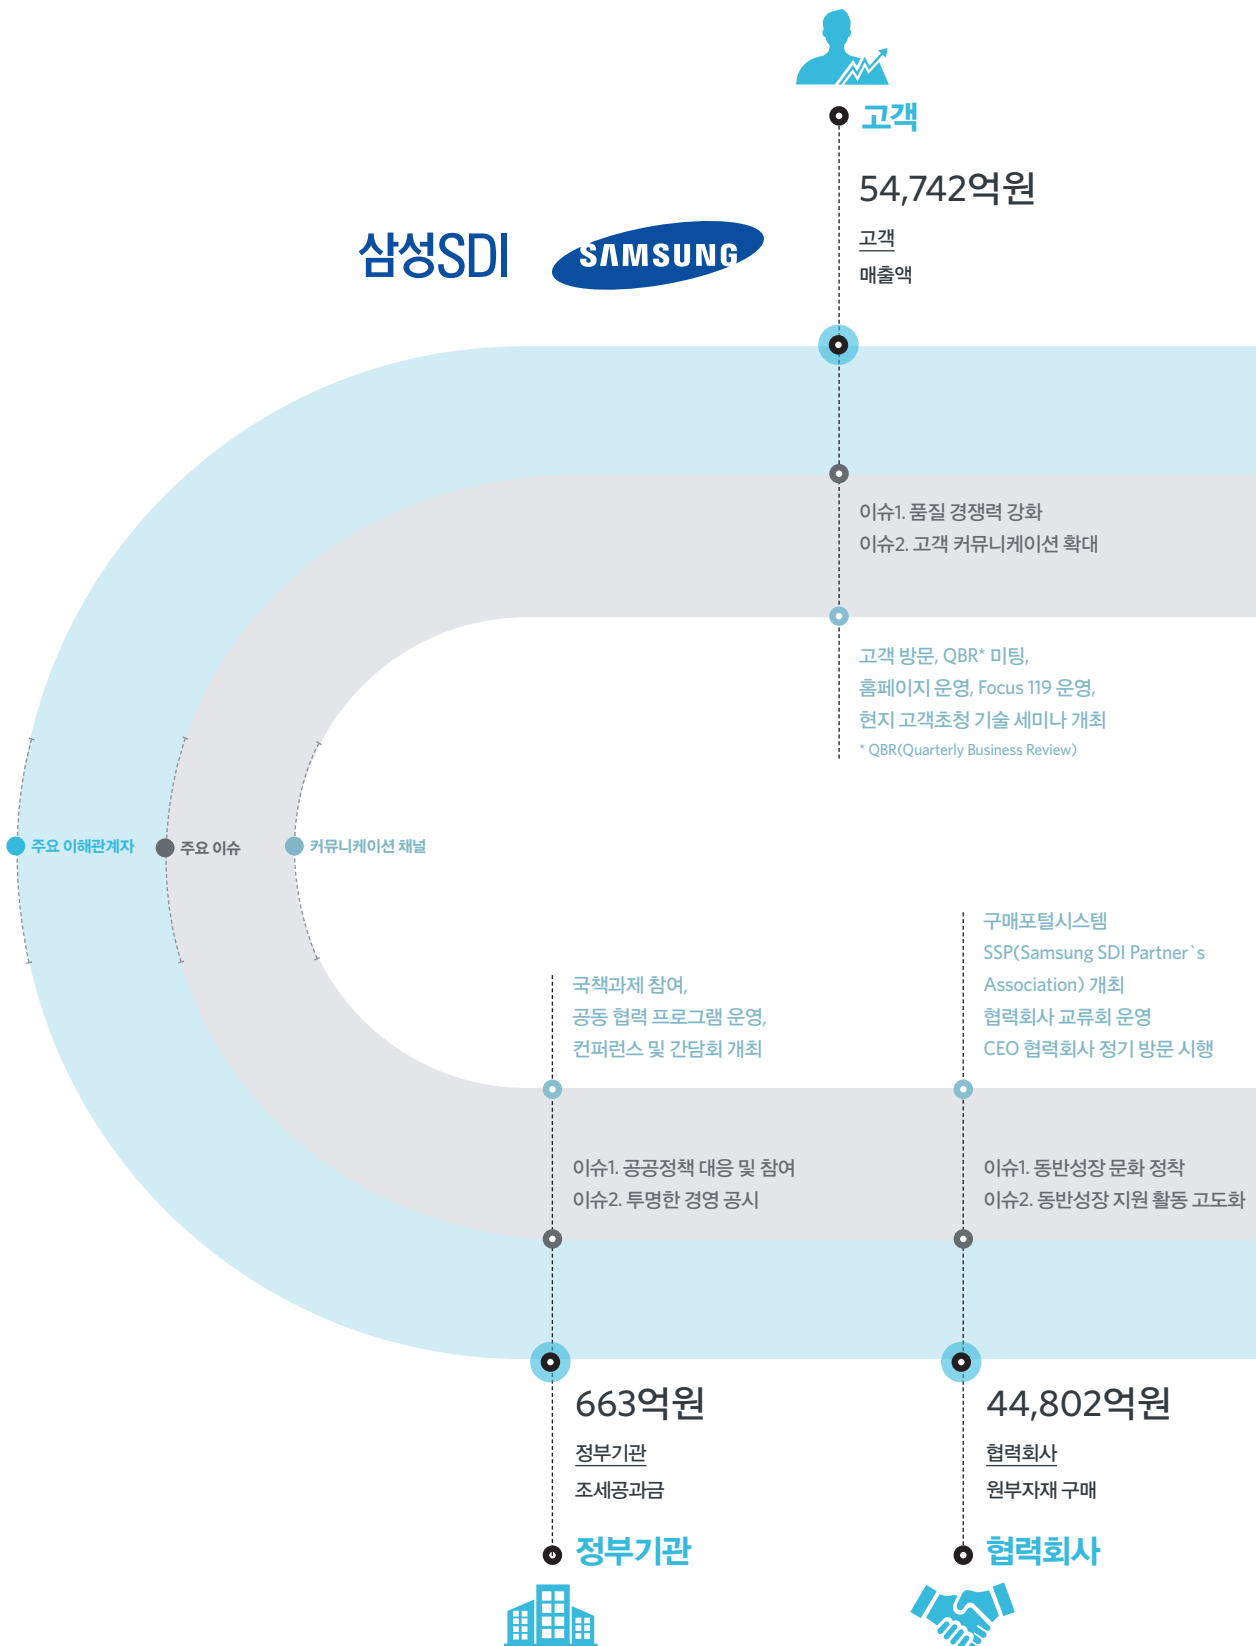 고객
54,742억원
고객
매출액
삼성SDI
SAMSUNG
이슈1. 품질 경쟁력 강화
이슈2. 고객 커뮤니케이션 확대
고객 방문, QBR* 미팅,
홈페이지 운영, Focus 119 운영,
현지 고객초청 기술 세미나 개최
* QBR(Quarterly Business Review)
주요 이해관계자
주요 이슈
커뮤니케이션 채널
국책과제 참여,
공동 협력 프로그램 운영,
컨퍼런스 및 간담회 개최
이슈1. 공공정책 대응 및 참여
이슈2. 투명한 경영 공시
663억원
정부기관
조세공과금
정부기관
구매포털시스템
SSP(Samsung SDI Partner`s
Association) 개최
협력회사 교류회 운영
CEO 협력회사 정기 방문 시행
이슈1. 동반성장 문화 정착
이슈2. 동반성장 지원 활동 고도화
44,802억원
협력회사
원부자재 구매
협력회사